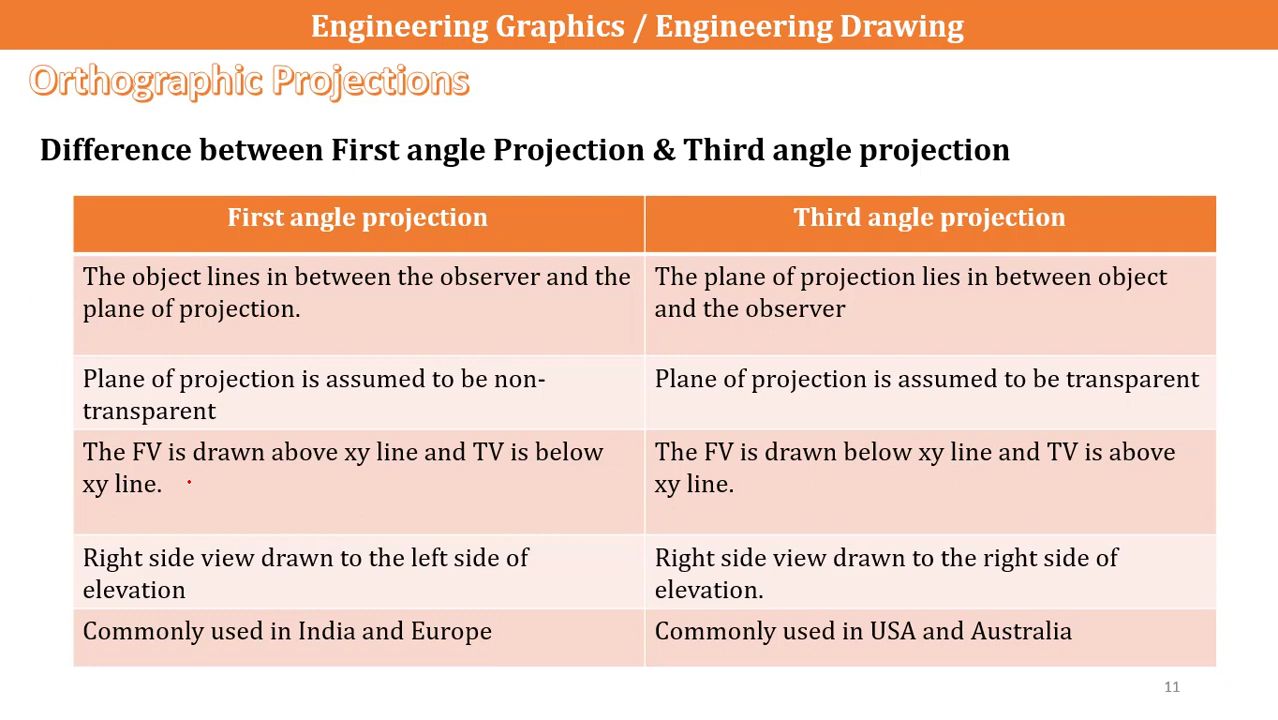 Engineering Graphics / Engineering Drawing
Orthographic Projections
Difference between First angle Projection & Third angle projection
First angle projection
Third angle projection
The object lines in between the observer and the
plane of projection.
The plane of projection lies in between object
and the observer
Plane of projection is assumed to be non-
transparent
Plane of projection is assumed to be transparent
The FV is drawn above xy line and TV is below
xy line.
The FV is drawn below xy line and TV is above
xy line.
Right side view drawn to the left side of
elevation
Right side view drawn to the right side of
elevation.
Commonly used in India and Europe
Commonly used in USA and Australia
11